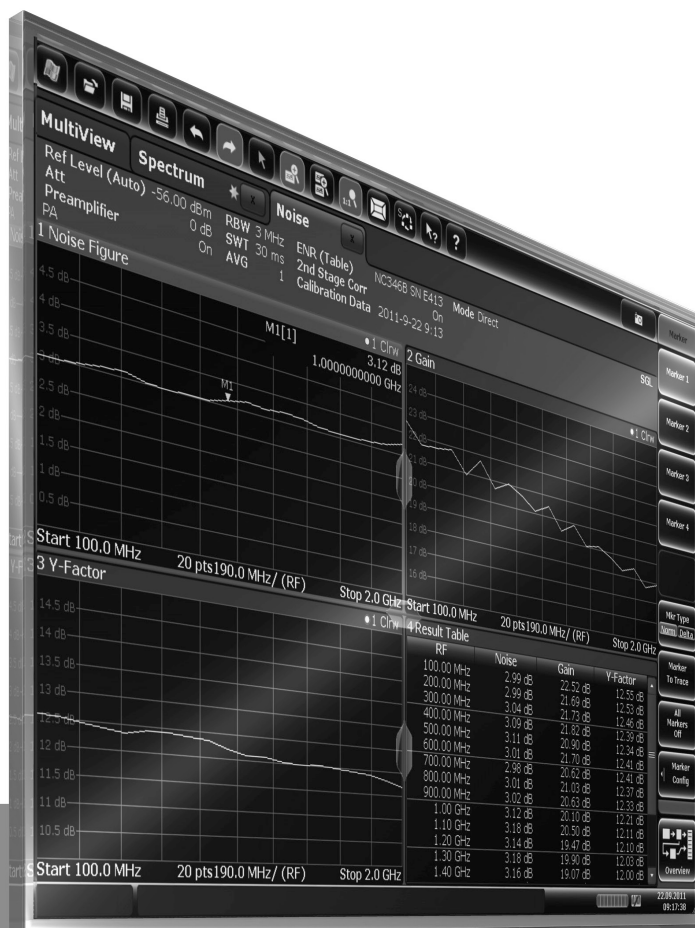 MultiView
Spectrum
Noise
Ref Level (Auto) -56.00 dBm RBW 3 MHz ENR (Table) NC346B SN E413 Mode Direct
Att 0 dB SWT 30 ms 2nd Stage Corr On
Preamplifier On AVG 1 Calibration Data 2011-9-22 9:13
PA
SGL
1 Noise Figure
1 Clrw
M1[1] 3.12 dB
1.0000000000 GHz
4.5 dB
4 dB
3.5 dB
3 dB
2.5 dB
2 dB
1.5 dB
1 dB
0.5 dB
M1
Start 100.0 MHz 20 pts 190.0 MHz/ (RF) Stop 2.0 GHz
2 Gain
1 Clrw
24 dB
23 dB
22 dB
21 dB
20 dB
19 dB
18 dB
17 dB
16 dB
Start 100.0 MHz 20 pts 190.0 MHz/ (RF) Stop 2.0 GHz
3 Y-Factor
1 Clrw
14.5 dB
14 dB
13.5 dB
13 dB
12.5 dB
12 dB
11.5 dB
11 dB
10.5 dB
Start 100.0 MHz 20 pts 190.0 MHz/ (RF) Stop 2.0 GHz
4 Result Table
RF Noise Gain Y-Factor
100.00 MHz 2.99 dB 22.52 dB 12.55 dB
200.00 MHz 2.99 dB 21.69 dB 12.53 dB
300.00 MHz 3.04 dB 21.73 dB 12.46 dB
400.00 MHz 3.09 dB 21.82 dB 12.39 dB
500.00 MHz 3.11 dB 20.90 dB 12.34 dB
600.00 MHz 3.01 dB 21.70 dB 12.41 dB
700.00 MHz 2.98 dB 20.62 dB 12.41 dB
800.00 MHz 3.01 dB 21.03 dB 12.37 dB
900.00 MHz 3.02 dB 20.63 dB 12.33 dB
1.00 GHz 3.12 dB 20.10 dB 12.21 dB
1.10 GHz 3.18 dB 20.50 dB 12.11 dB
1.20 GHz 3.14 dB 19.47 dB 12.10 dB
1.30 GHz 3.18 dB 19.90 dB 12.03 dB
1.40 GHz 3.16 dB 19.07 dB 12.00 dB
Marker
Marker 1
Marker 2
Marker 3
Marker 4
Mkr Type
Norm Delta
Marker
To Trace
All
Markers
Off
Marker
Config
Overview
22.09.2011
09:17:38